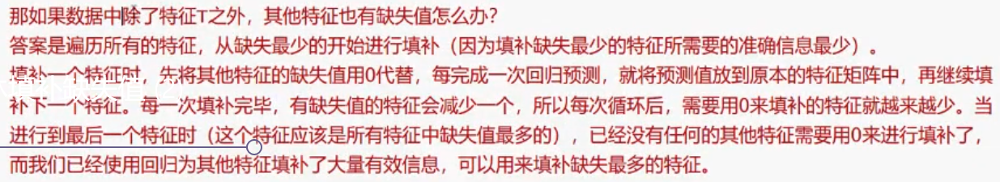 那如果数据中除了特征T之外，其他特征也有缺失值怎么办？
答案是遍历所有的特征，从缺失最少的开始进行填补（因为填补缺失最少的特征所需要的准确信息最少）。
填补一个特征时，先将其他特征的缺失值用0代替，每完成一次回归预测，就将预测值放到原本的特征矩阵中，再继续填
补下一个特征。每一次填补完毕，有缺失值的特征会减少一个，所以每次循环后，需要用0来填补的特征就越来越少。当
进行到最后一个特征时（这个特征应该是所有特征中缺失值最多的），已经没有任何的其他特征需要用0来进行填补了，
而我们已经使用回归为其他特征填补了大量有效信息，可以用来填补缺失最多的特征。
填补缺失值 (2)